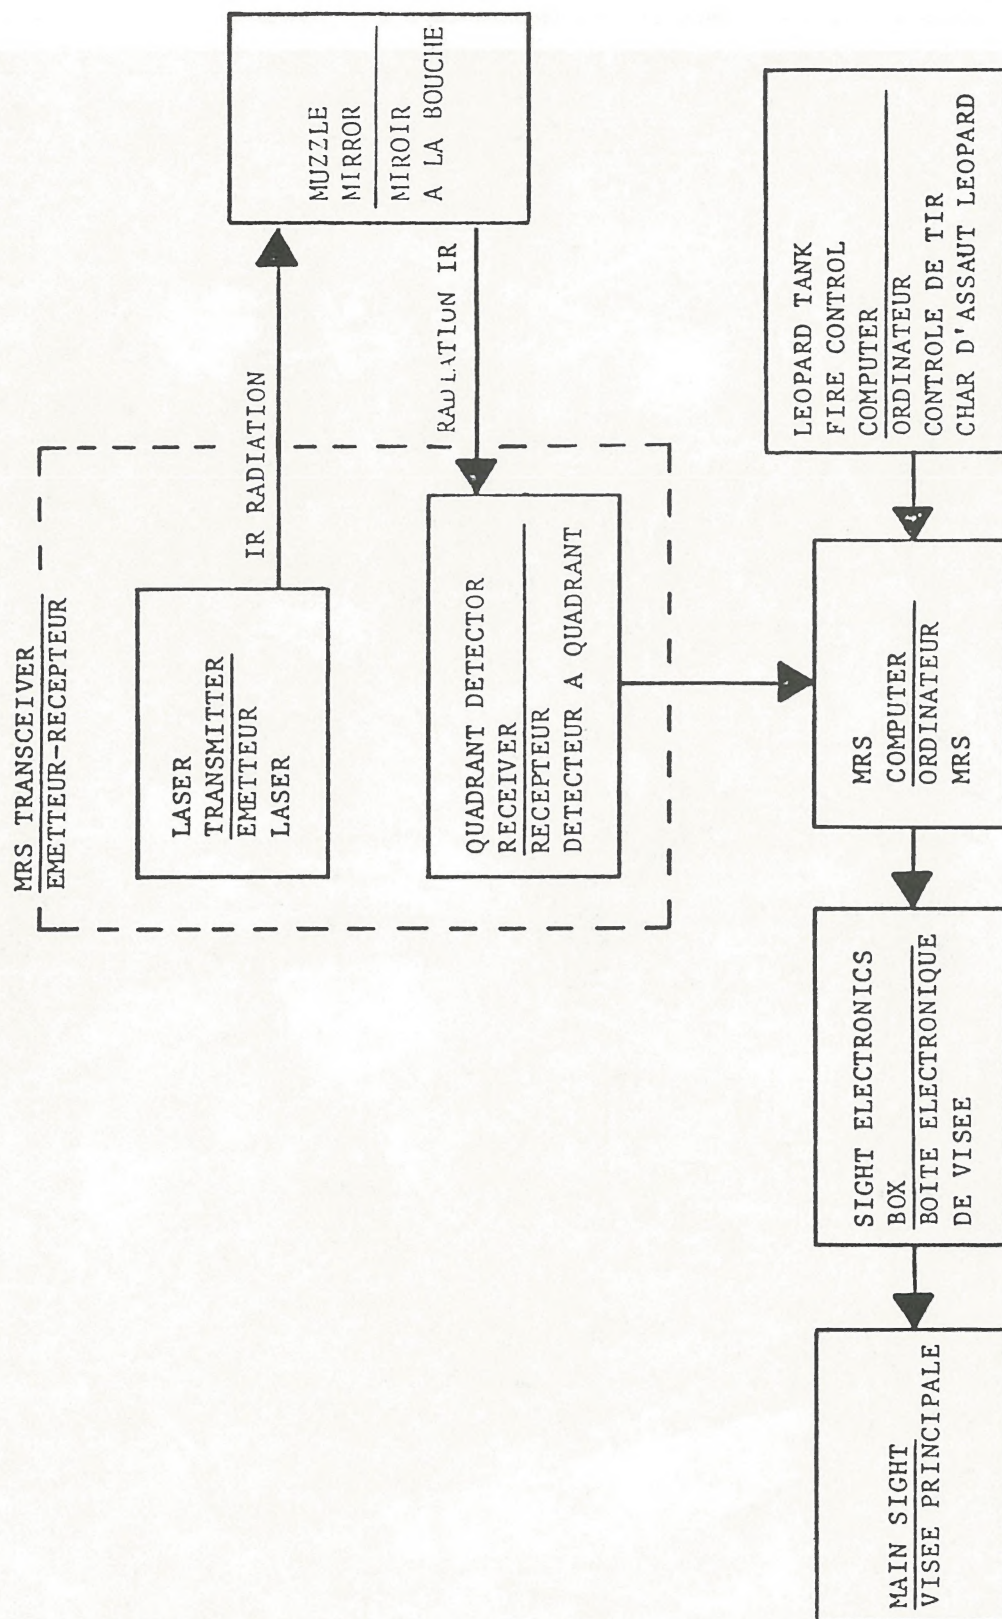 MRS TRANSCEIVER
EMETTEUR-RECEPTEUR
LASER
TRANSMITTER
EMETTEUR
LASER
IR RADIATION
MUZZLE
MIRROR
MIROIR
A LA BOUCHE
RADIATION IR
QUADRANT DETECTOR
RECEIVER
RECEPTEUR
DETECTEUR A QUADRANT
MAIN SIGHT
VISEE PRINCIPALE
SIGHT ELECTRONICS
BOX
BOITE ELECTRONIQUE
DE VISEE
MRS
COMPUTER
ORDINATEUR
MRS
LEOPARD TANK
FIRE CONTROL
COMPUTER
ORDINATEUR
CONTROLE DE TIR
CHAR D'ASSAUT LEOPARD